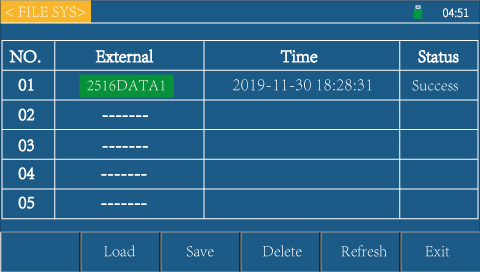 < FILE SYS>
04:51
NO. External Time Status
01 2516DATA1 2019-11-30 18:28:31 Success
02 -------
03 -------
04 -------
05 -------
Load Save Delete Refresh Exit